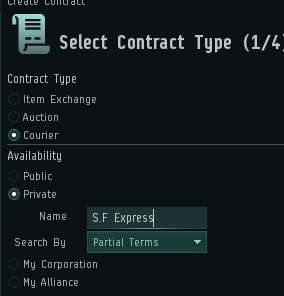 Create Contract
Select Contract Type (1/4)
Contract Type
Item Exchange
Auction
Courier
Availability
Public
Private
Name S.F Express
Search By Partial Terms
My Corporation
My Alliance